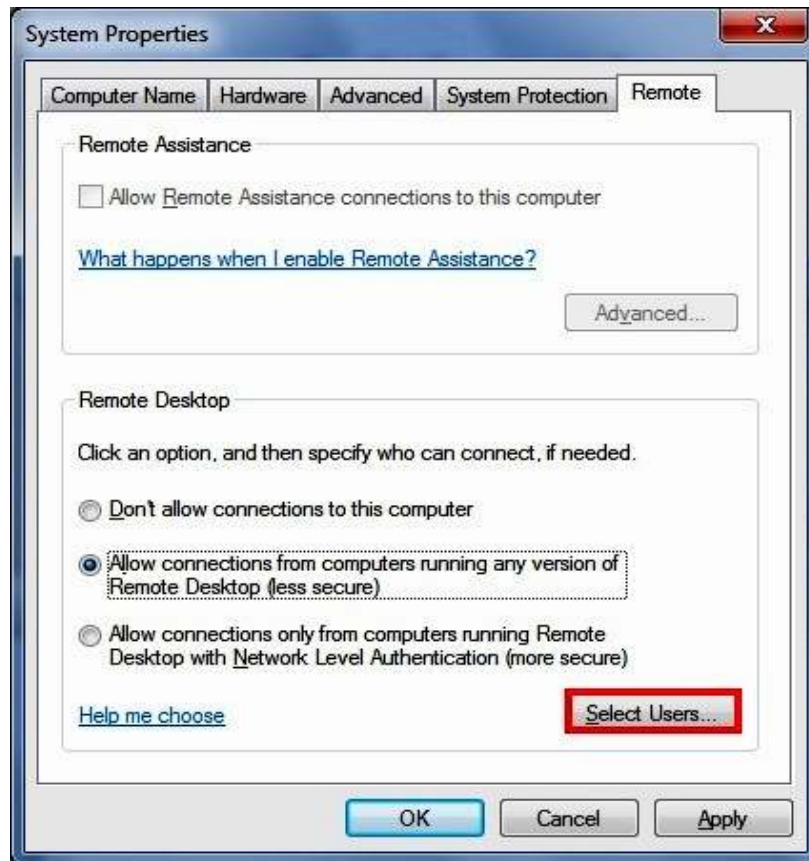 System Properties
Computer Name Hardware Advanced System Protection Remote
Remote Assistance
Allow Remote Assistance connections to this computer
What happens when I enable Remote Assistance?
Advanced...
Remote Desktop
Click an option, and then specify who can connect, if needed.
Don't allow connections to this computer
Allow connections from computers running any version of
Remote Desktop (less secure)
Allow connections only from computers running Remote
Desktop with Network Level Authentication (more secure)
Help me choose
Select Users...
OK Cancel Apply